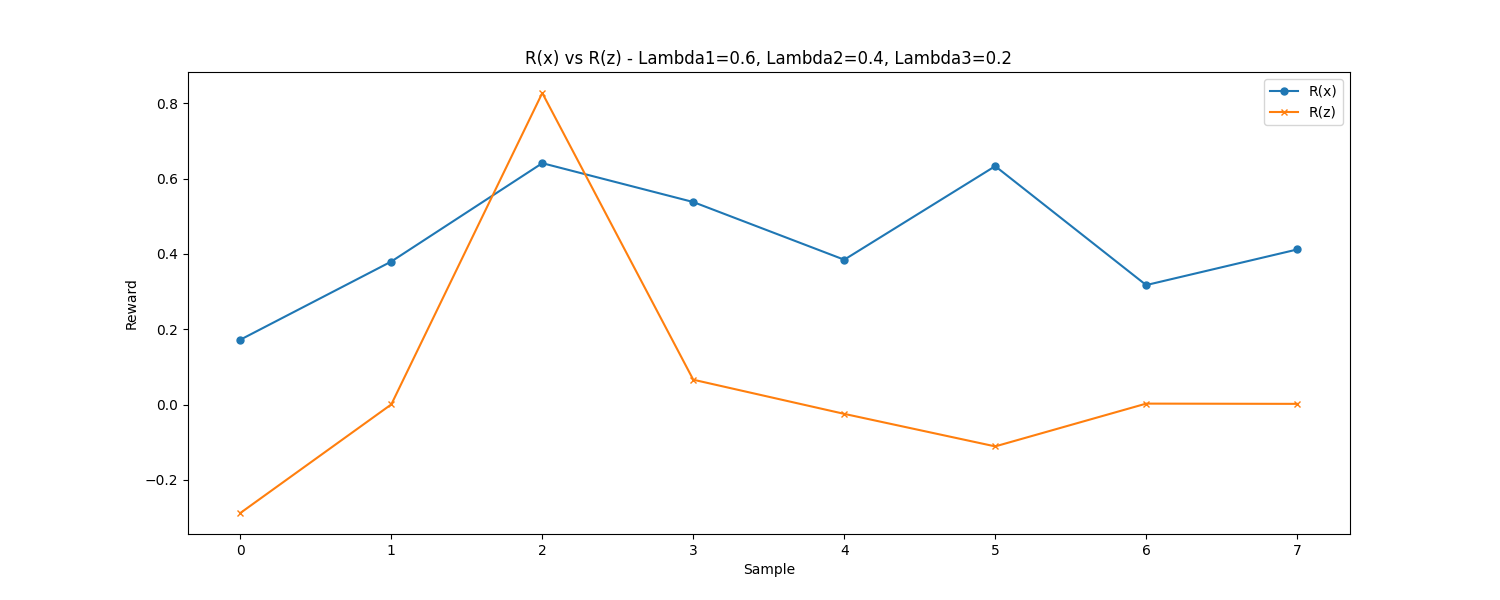 R(x) vs R(z) - Lambda1=0.6, Lambda2=0.4, Lambda3=0.2
R(x)
R(z)
0.8
0.6
0.4
0.2
0.0
−0.2
Reward
0 1 2 3 4 5 6 7
Sample